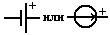 + или +